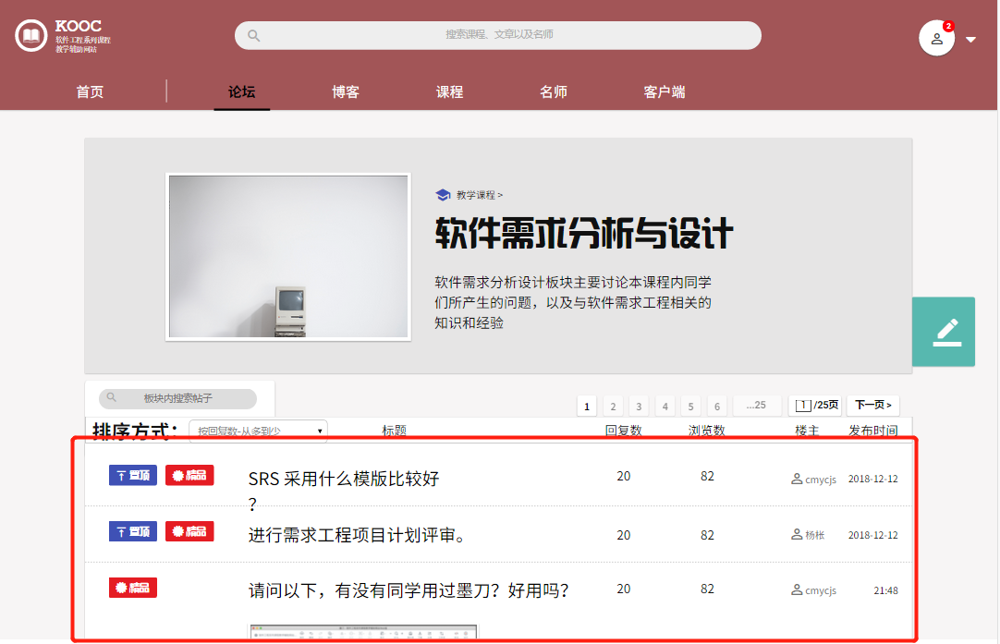 KOOC
软件工程系列课程
教学辅助网站
搜索课程、文章以及名师
2
首页
论坛
博客
课程
名师
客户端
教学课程 >
软件需求分析与设计
软件需求分析设计板块主要讨论本课程内同学
们所产生的问题，以及与软件需求工程相关的
知识和经验
板块内搜索帖子
1 2 3 4 5 6 ...25 1 /25页 下一页 >
排序方式： 按回复数-从多到少 标题 回复数 浏览数 楼主 发布时间
置顶 精品 SRS 采用什么模版比较好 20 82 cmycjs 2018-12-12
？
置顶 精品 进行需求工程项目计划评审。 20 82 杨枨 2018-12-12
精品 请问以下，有没有同学用过墨刀？好用吗？ 20 82 cmycjs 21:48